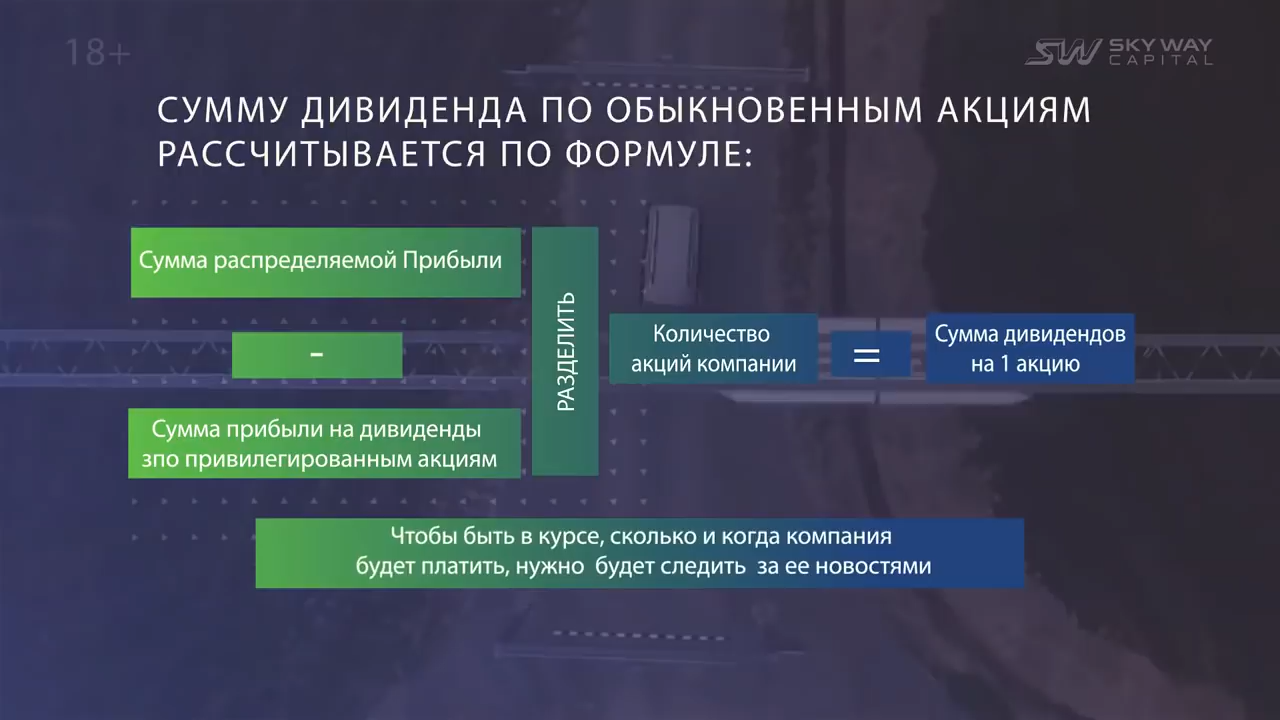 18+
SW SKY WAY
CAPITAL
СУММУ ДИВИДЕНДА ПО ОБЫКНОВЕННЫМ АКЦИЯМ
РАССЧИТЫВАЕТСЯ ПО ФОРМУЛЕ:
Сумма распределяемой Прибыли
-
Сумма прибыли на дивиденды
зпо привилегированным акциям
РАЗДЕЛИТЬ
Количество
акций компании
=
Сумма дивидендов
на 1 акцию
Чтобы быть в курсе, сколько и когда компания
будет платить, нужно будет следить за ее новостями